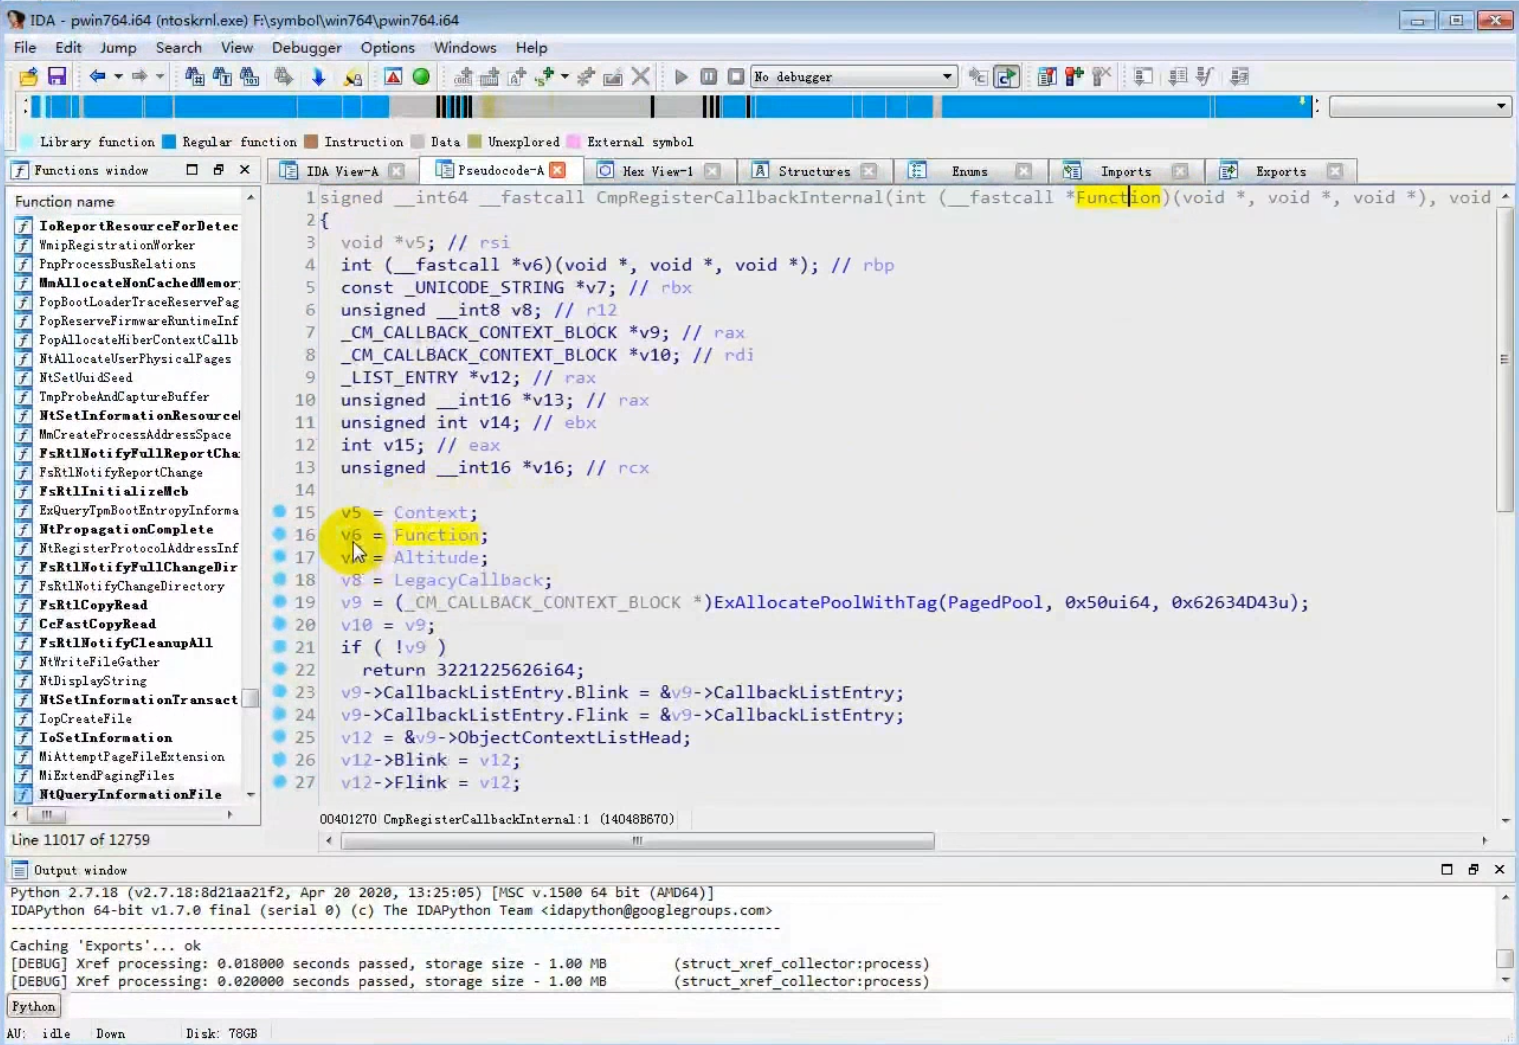 IDA - pwin764.i64 (ntoskrnl.exe) F:\symbol\win764\pwin764.i64
File Edit Jump Search View Debugger Options Windows Help
No debugger
Library function Regular function Instruction Data Unexplored External symbol
Functions window
IDA View-A Pseudocode-A Hex View-1 Structures Enums Imports Exports
Function name
IoReportResourceForDetec
WmipRegistrationWorker
PnpProcessBusRelations
MmAllocateNonCachedMemor
PopBootLoaderTraceReservePag
PopReserveFirmwareRuntimeInf
PopAllocateHiberContextCallb
NtAllocateUserPhysicalPages
NtSetUuidSeed
TmpProbeAndCaptureBuffer
NtSetInformationResource
MmCreateProcessAddressSpace
FsRtlNotifyFullReportCha
FsRtlNotifyReportChange
FsRtlInitializeMcb
ExQueryTpmBootEntropyInforma
NtPropagationComplete
NtRegisterProtocolAddressInf
FsRtlNotifyFullChangeDir
FsRtlNotifyChangeDirectory
FsRtlCopyRead
CcFastCopyRead
FsRtlNotifyCleanupAll
NtWriteFileGather
NtDisplayString
NtSetInformationTransact
IopCreateFile
IoSetInformation
MiAttemptPageFileExtension
MiExtendPagingFiles
NtQueryInformationFile
Line 11017 of 12759
1 signed __int64 __fastcall CmpRegisterCallbackInternal(int (__fastcall *Function)(void *, void *, void *), void
2 {
3 void *v5; // rsi
4 int (__fastcall *v6)(void *, void *, void *); // rbp
5 const _UNICODE_STRING *v7; // rbx
6 unsigned __int8 v8; // r12
7 _CM_CALLBACK_CONTEXT_BLOCK *v9; // rax
8 _CM_CALLBACK_CONTEXT_BLOCK *v10; // rdi
9 _LIST_ENTRY *v12; // rax
10 unsigned __int16 *v13; // rax
11 unsigned int v14; // ebx
12 int v15; // eax
13 unsigned __int16 *v16; // rcx
14
15 v5 = Context;
16 v6 = Function;
17 = Altitude;
18 v8 = LegacyCallback;
19 v9 = (_CM_CALLBACK_CONTEXT_BLOCK *)ExAllocatePoolWithTag(PagedPool, 0x50ui64, 0x62634D43u);
20 v10 = v9;
21 if ( !v9 )
22 return 3221225626i64;
23 v9->CallbackListEntry.Blink = &v9->CallbackListEntry;
24 v9->CallbackListEntry.Flink = &v9->CallbackListEntry;
25 v12 = &v9->ObjectContextListHead;
26 v12->Blink = v12;
27 v12->Flink = v12;
00401270 CmpRegisterCallbackInternal:1 (14048B670)
Output window
Python 2.7.18 (v2.7.18:8d21aa21f2, Apr 20 2020, 13:25:05) [MSC v.1500 64 bit (AMD64)]
IDAPython 64-bit v1.7.0 final (serial 0) (c) The IDAPython Team <idapython@googlegroups.com>
---------------------------------------------------------------------------------------------
Caching 'Exports'... ok
[DEBUG] Xref processing: 0.018000 seconds passed, storage size - 1.00 MB (struct_xref_collector:process)
[DEBUG] Xref processing: 0.020000 seconds passed, storage size - 1.00 MB (struct_xref_collector:process)
Python
AU: idle Down Disk: 78GB